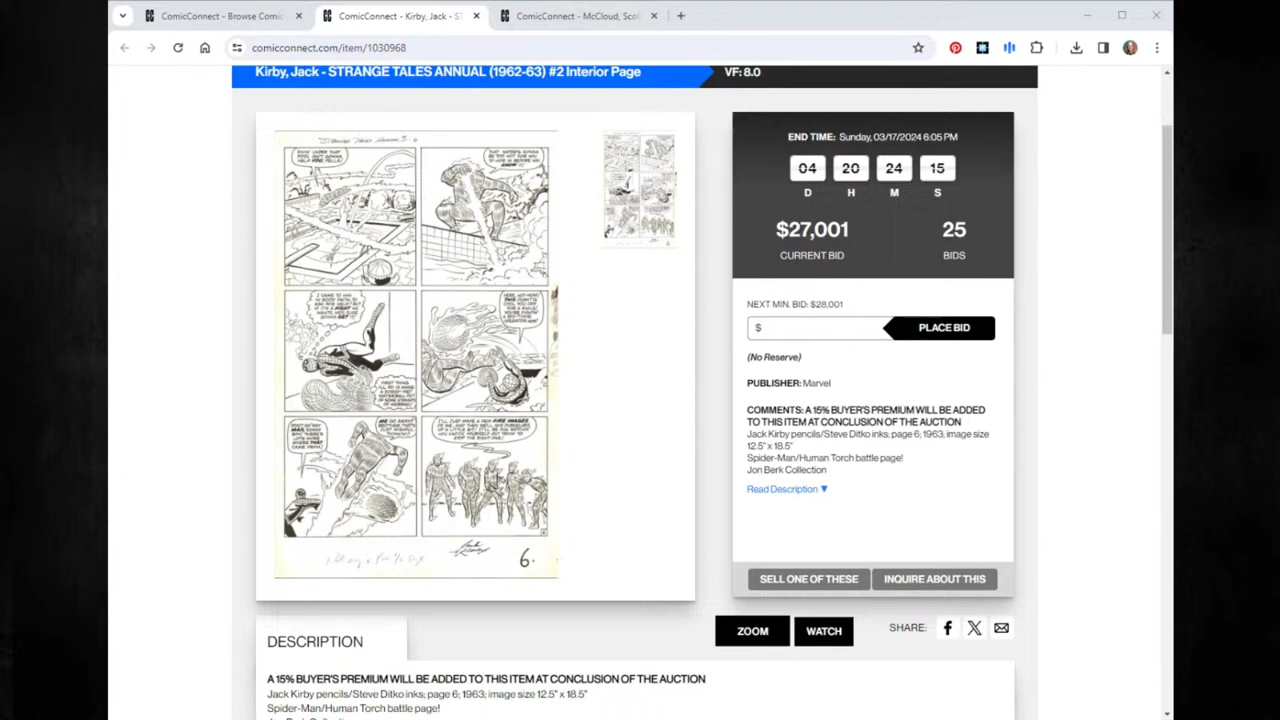 ComicConnect - Browse Comic
ComicConnect - Kirby, Jack - ST
ComicConnect - McCloud, Sco
comicconnect.com/item/1030968
Kirby, Jack - STRANGE TALES ANNUAL (1962-63) #2 Interior Page
VF: 8.0
END TIME: Sunday, 03/17/2024 6:05 PM
04 20 24 15
D H M S
$27,001 25
CURRENT BID BIDS
NEXT MIN. BID: $28,001
$ PLACE BID
(No Reserve)
PUBLISHER: Marvel
COMMENTS: A 15% BUYER'S PREMIUM WILL BE ADDED
TO THIS ITEM AT CONCLUSION OF THE AUCTION
Jack Kirby pencils/Steve Ditko inks; page 6; 1963; image size
12.5" x 18.5"
Spider-Man/Human Torch battle page!
Jon Berk Collection
Read Description ▼
6.
SELL ONE OF THESE INQUIRE ABOUT THIS
ZOOM WATCH SHARE:
DESCRIPTION
A 15% BUYER'S PREMIUM WILL BE ADDED TO THIS ITEM AT CONCLUSION OF THE AUCTION
Jack Kirby pencils/Steve Ditko inks; page 6; 1963; image size 12.5" x 18.5"
Spider-Man/Human Torch battle page!
Jon Berk Collection